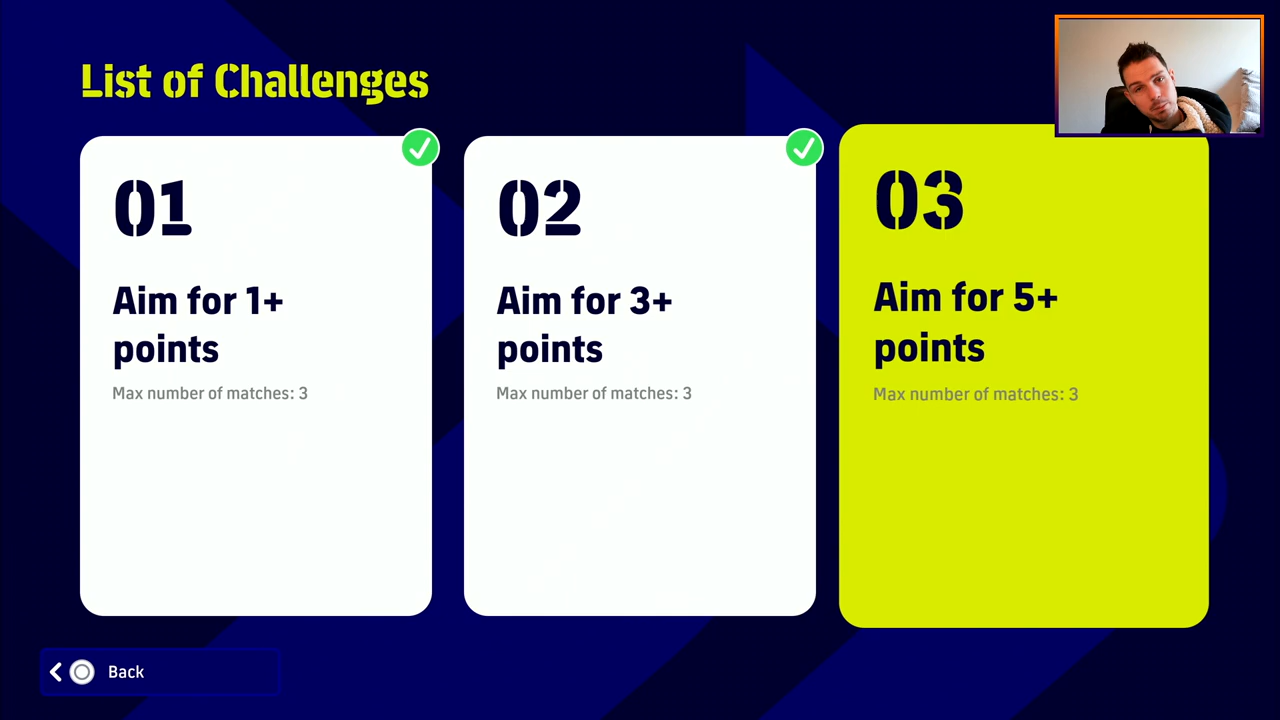 List of Challenges
01
Aim for 1+
points
Max number of matches: 3
02
Aim for 3+
points
Max number of matches: 3
03
Aim for 5+
points
Max number of matches: 3
Back